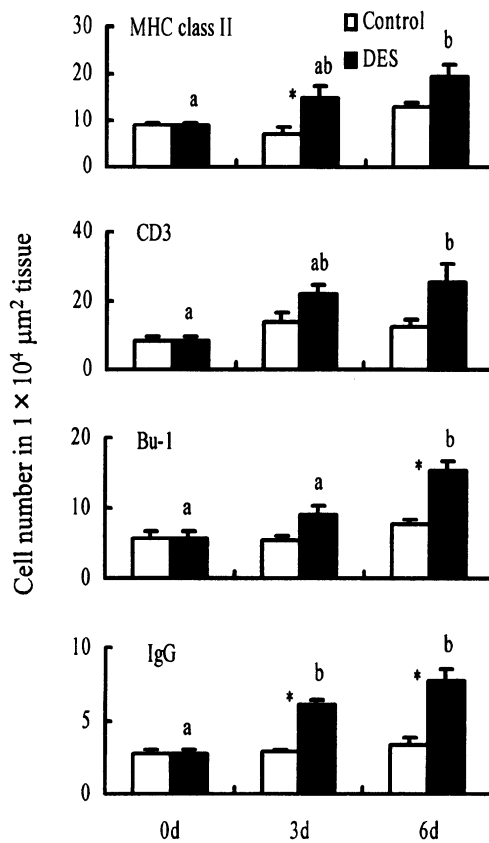 Control
DES
MHC class II
30
20
10
0
a
*
ab
b
CD3
40
20
0
a
ab
b
Bu-1
20
10
0
a
a
*
b
IgG
10
5
0
a
*
b
*
b
0d
3d
6d
Cell number in 1 × 10⁴ μm² tissue